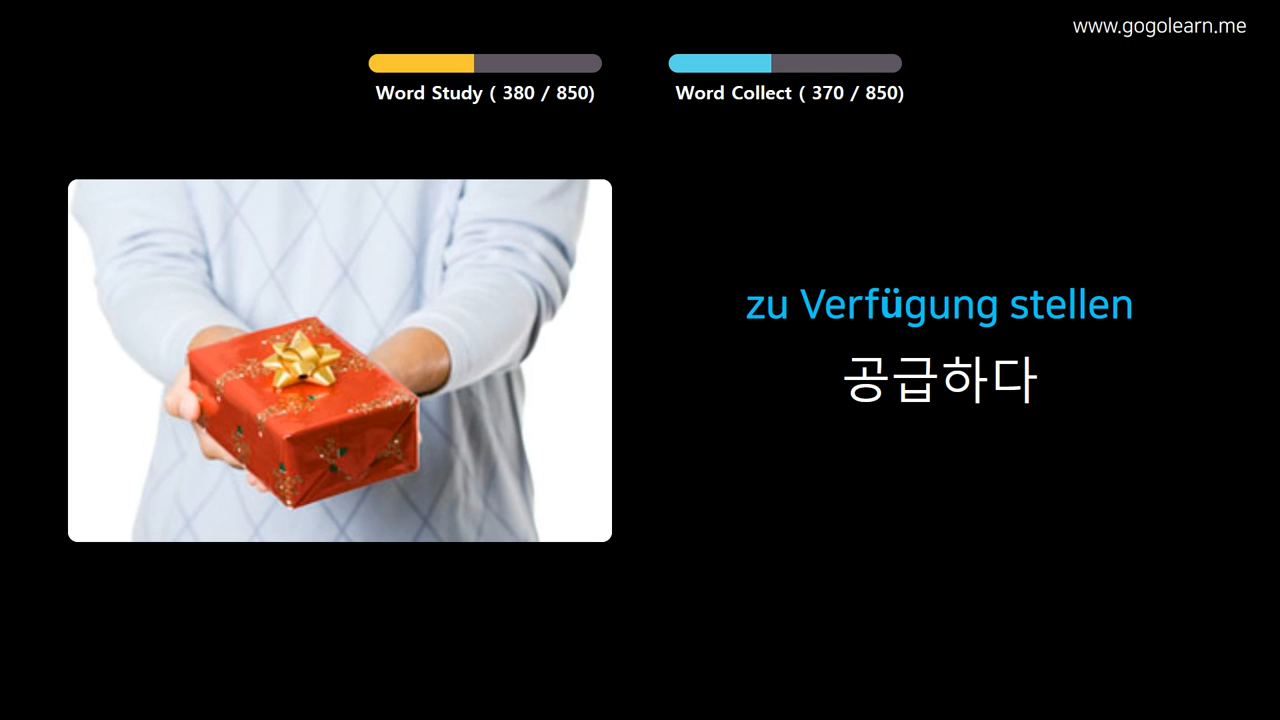 www.gogolearn.me
Word Study ( 380 / 850)
Word Collect ( 370 / 850)
zu Verfügung stellen
공급하다